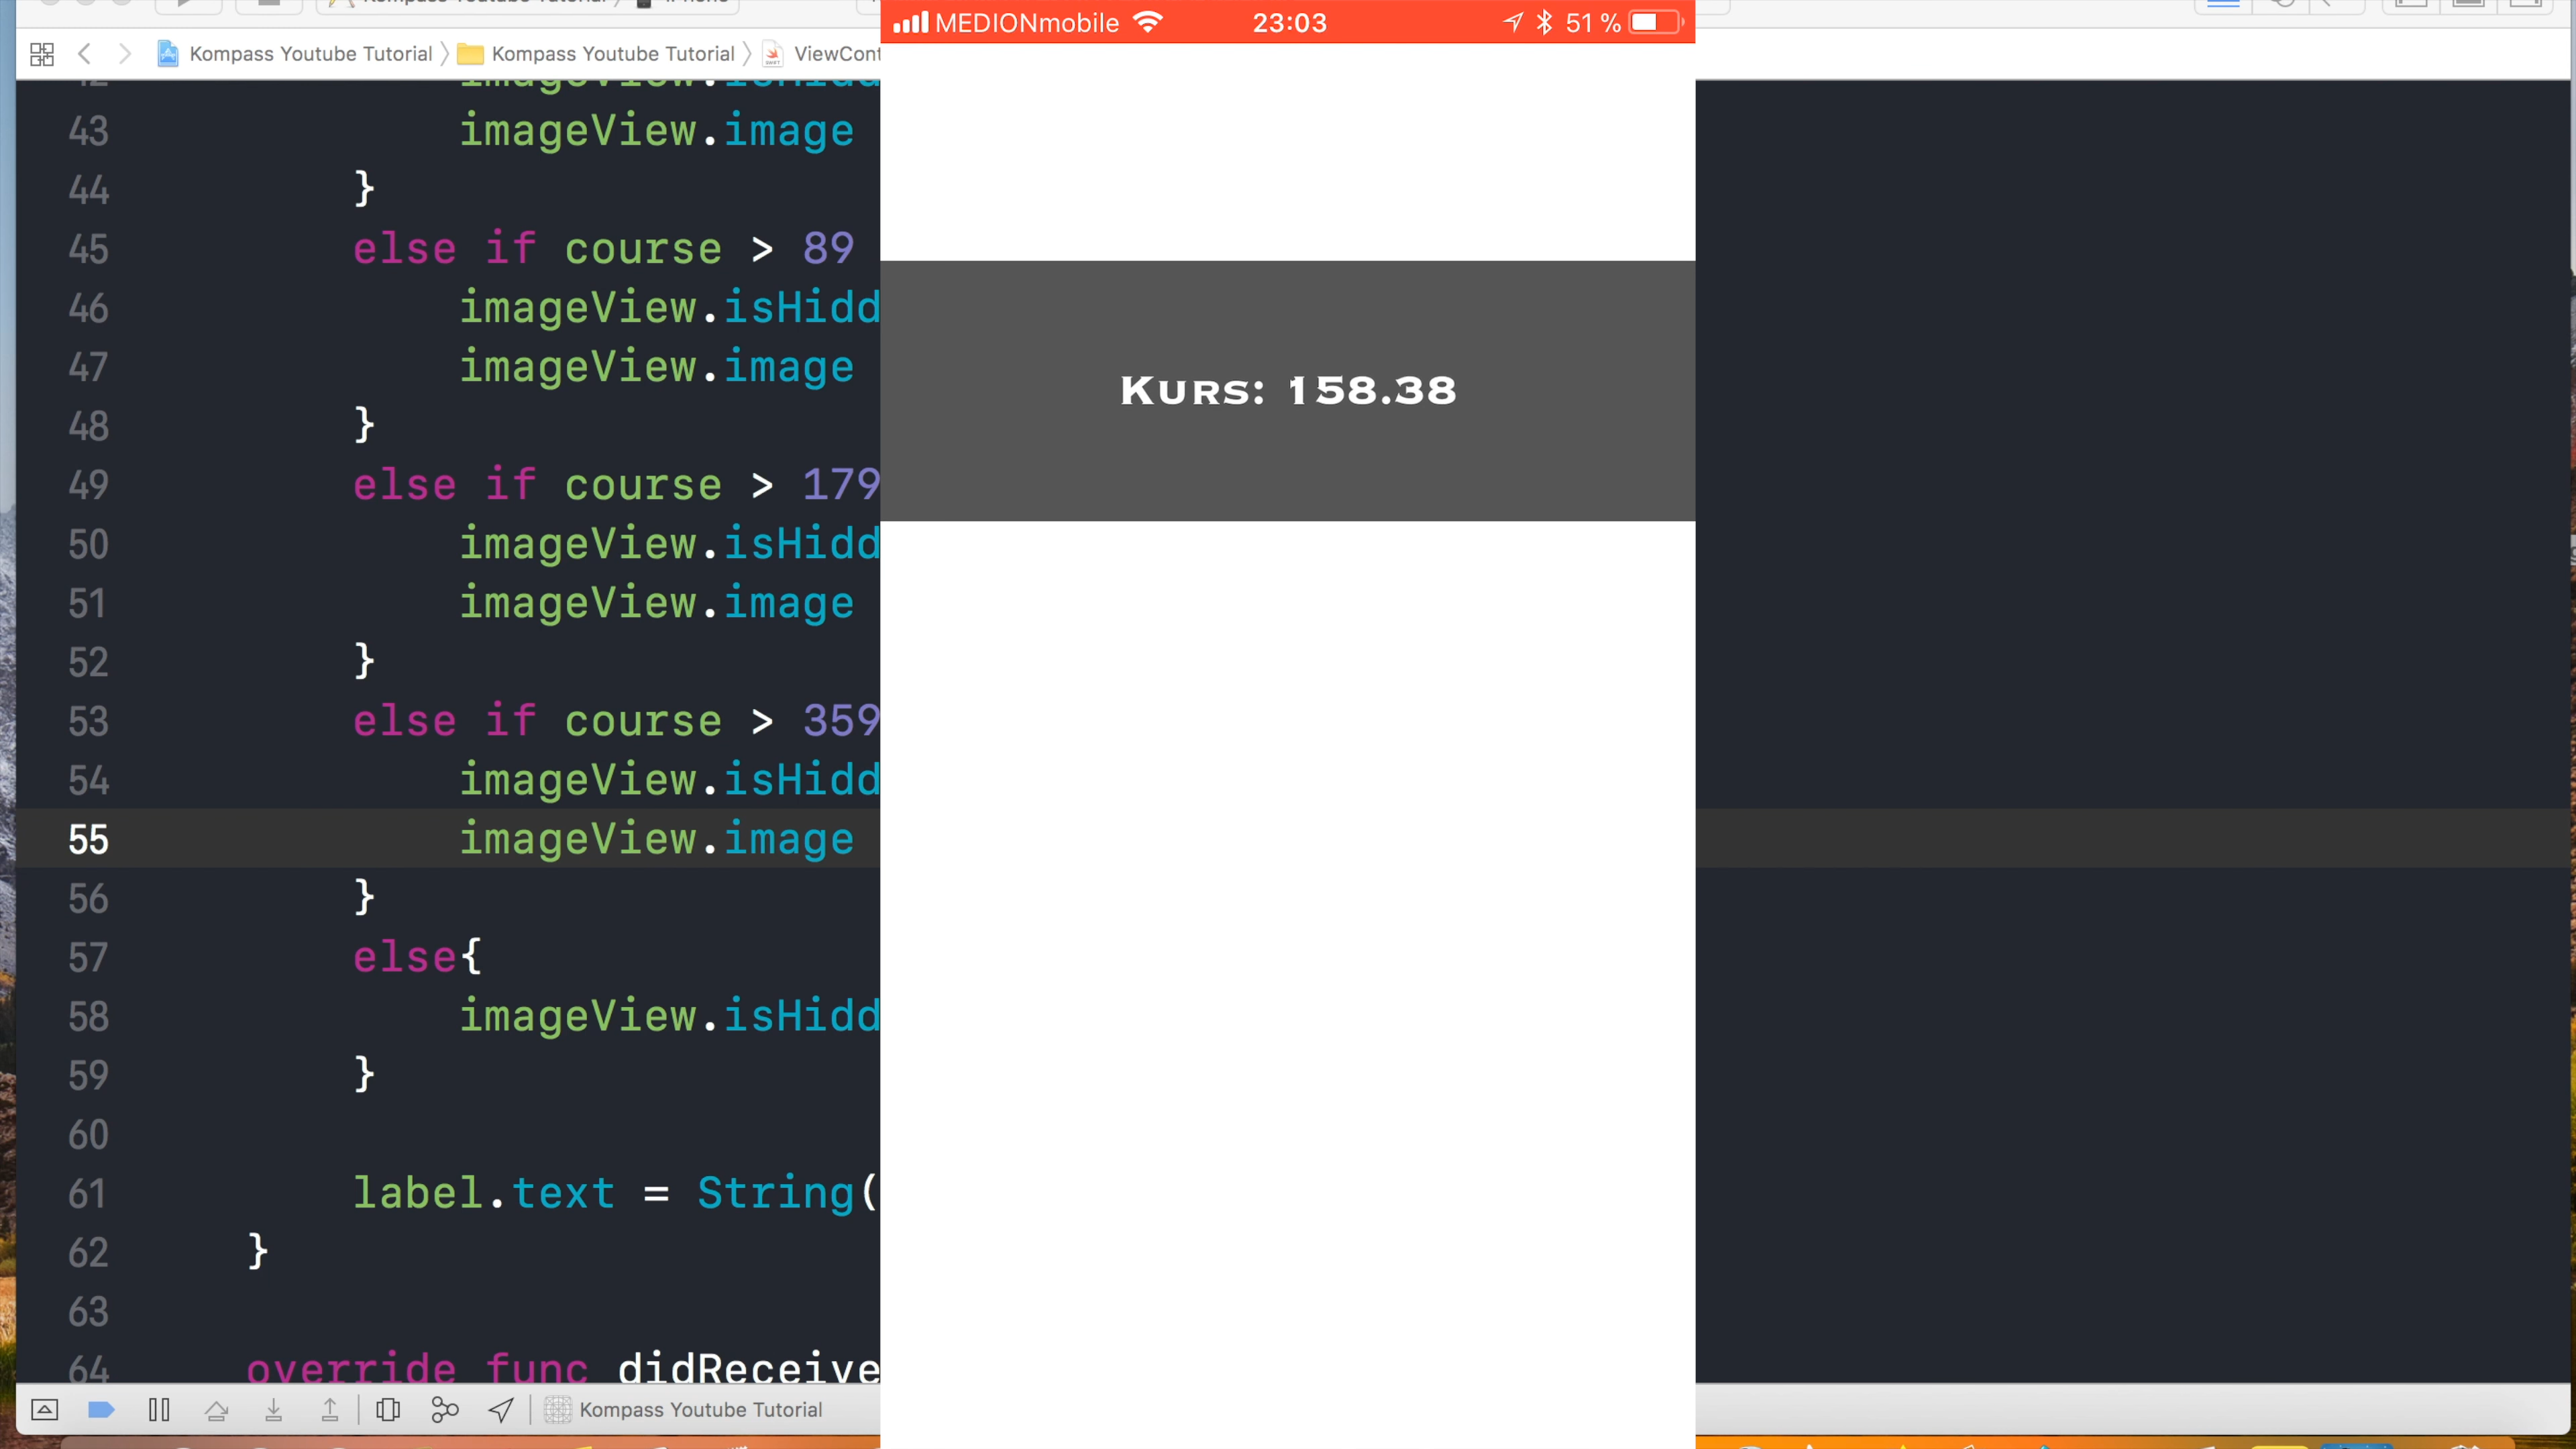 Kompass Youtube Tutorial
Kompass Youtube Tutorial
ViewCont
43 imageView.image
44 }
45 else if course > 89
46 imageView.isHidd
47 imageView.image
48 }
49 else if course > 179
50 imageView.isHidd
51 imageView.image
52 }
53 else if course > 359
54 imageView.isHidd
55 imageView.image
56 }
57 else{
58 imageView.isHidd
59 }
60
61 label.text = String(
62 }
63
64 override func didReceive
Kompass Youtube Tutorial
MEDIONmobile 23:03 51 %
Kurs: 158.38